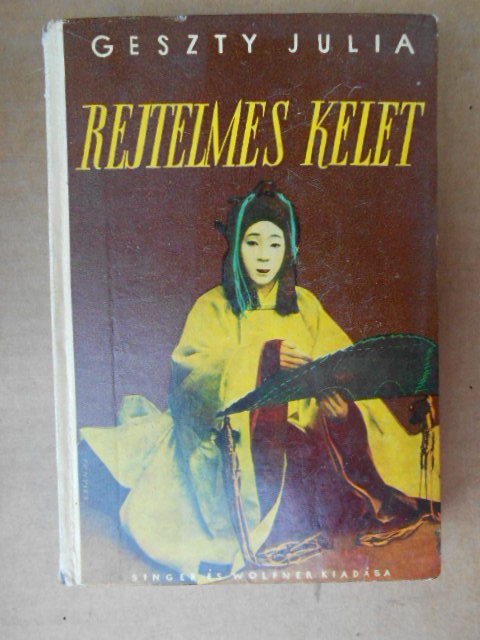 GESZTY JULIA
REJTELMES KELET
SINGER ÉS WOLFNER KIADÁSA